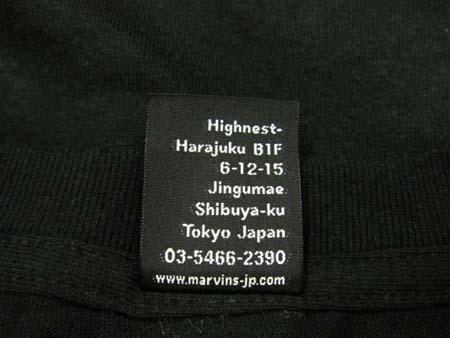 Highnest-
Harajuku B1F
6-12-15
Jingumae
Shibuya-ku
Tokyo Japan
03-5466-2390
www.marvins-jp.com